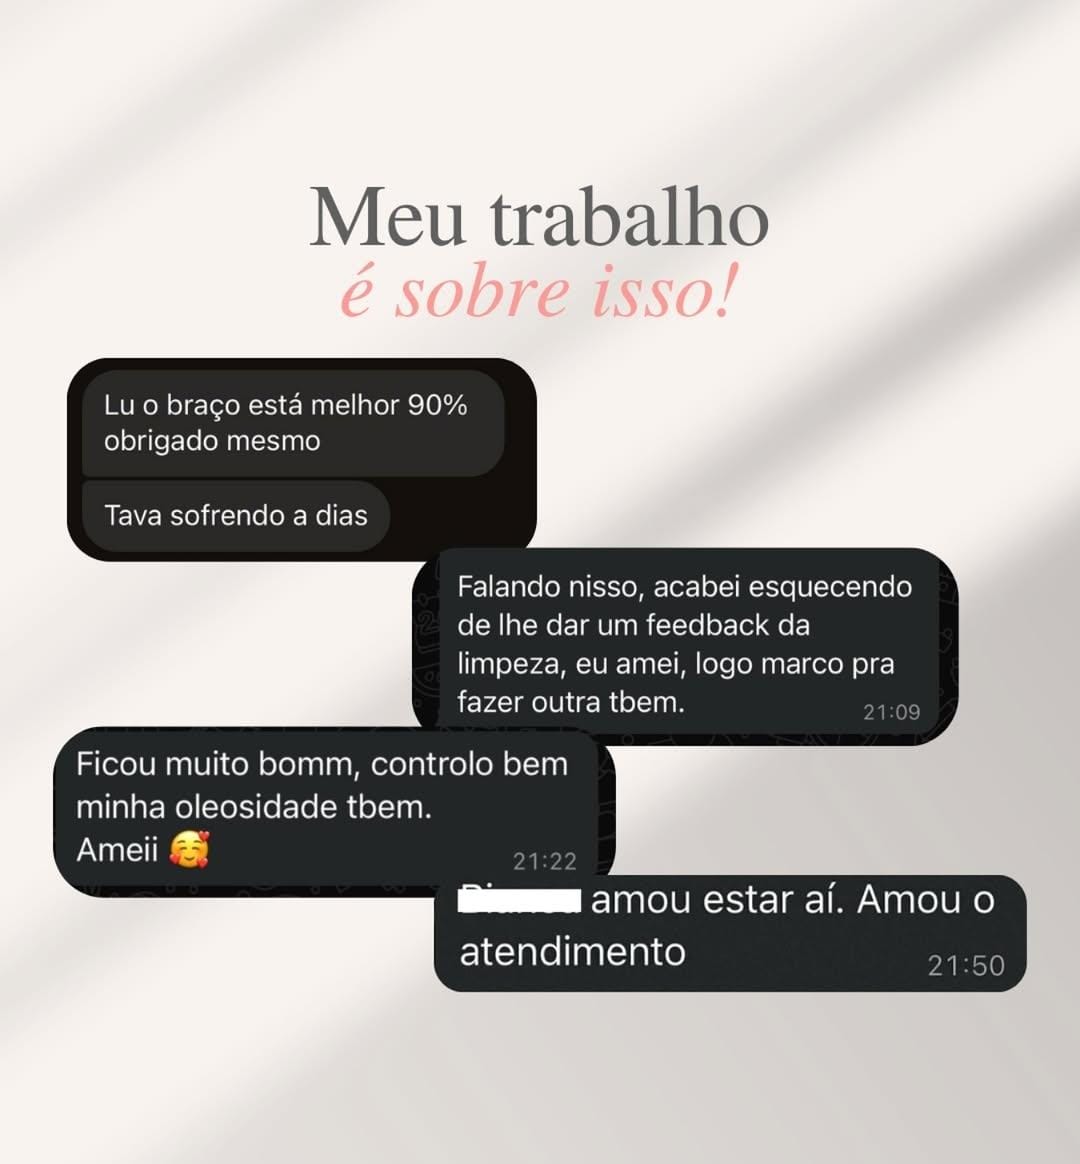 Meu trabalho
é sobre isso!
Lu o braço está melhor 90%
obrigado mesmo
Tava sofrendo a dias
Falando nisso, acabei esquecendo
de lhe dar um feedback da
limpeza, eu amei, logo marco pra
fazer outra tbem.
21:09
Ficou muito bomm, controlo bem
minha oleosidade tbem.
Ameii 🥰
21:22
amou estar aí. Amou o
atendimento
21:50